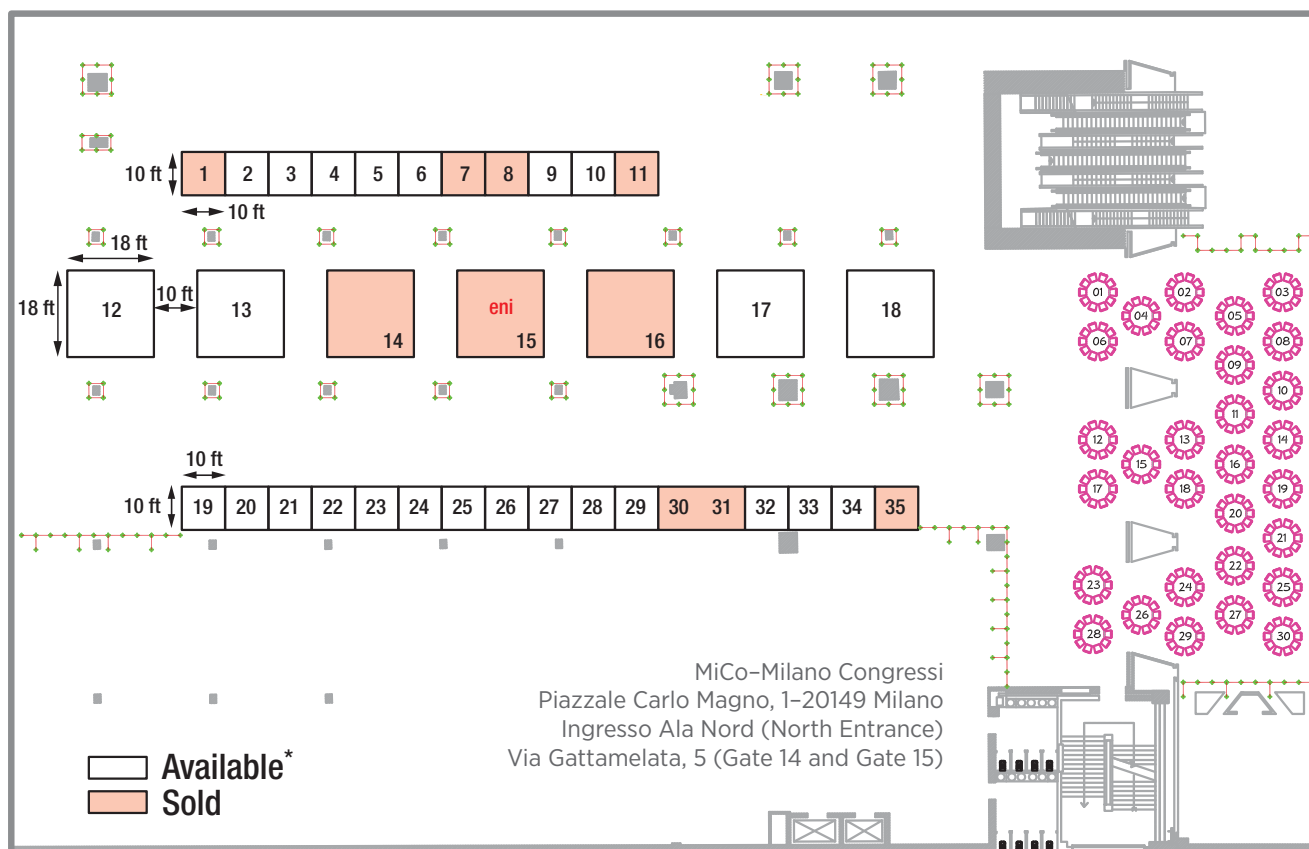 10 ft
1 2 3 4 5 6 7 8 9 10 11
10 ft
18 ft
18 ft
12
10 ft
13
14
eni
15
16
17
18
10 ft
10 ft
19 20 21 22 23 24 25 26 27 28 29 30 31 32 33 34 35
01 02 03
04 05
06 07 08
09
10
11
12 13 14
15 16
17 18 19
20
21
22
23 24 25
26 27
28 29 30
MiCo–Milano Congressi
Piazzale Carlo Magno, 1–20149 Milano
Ingresso Ala Nord (North Entrance)
Via Gattamelata, 5 (Gate 14 and Gate 15)
Available*
Sold